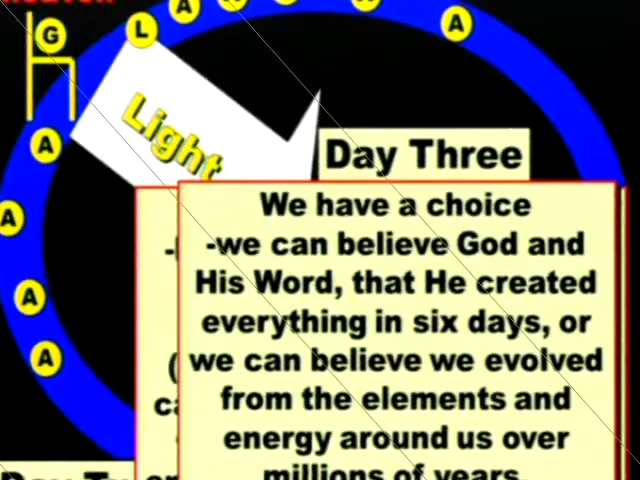 G
L
A
A
A
Light
A
Day Three
We have a choice
A
-we can believe God and
His Word, that He created
A
everything in six days, or
A
we can believe we evolved
from the elements and
energy around us over
millions of years.